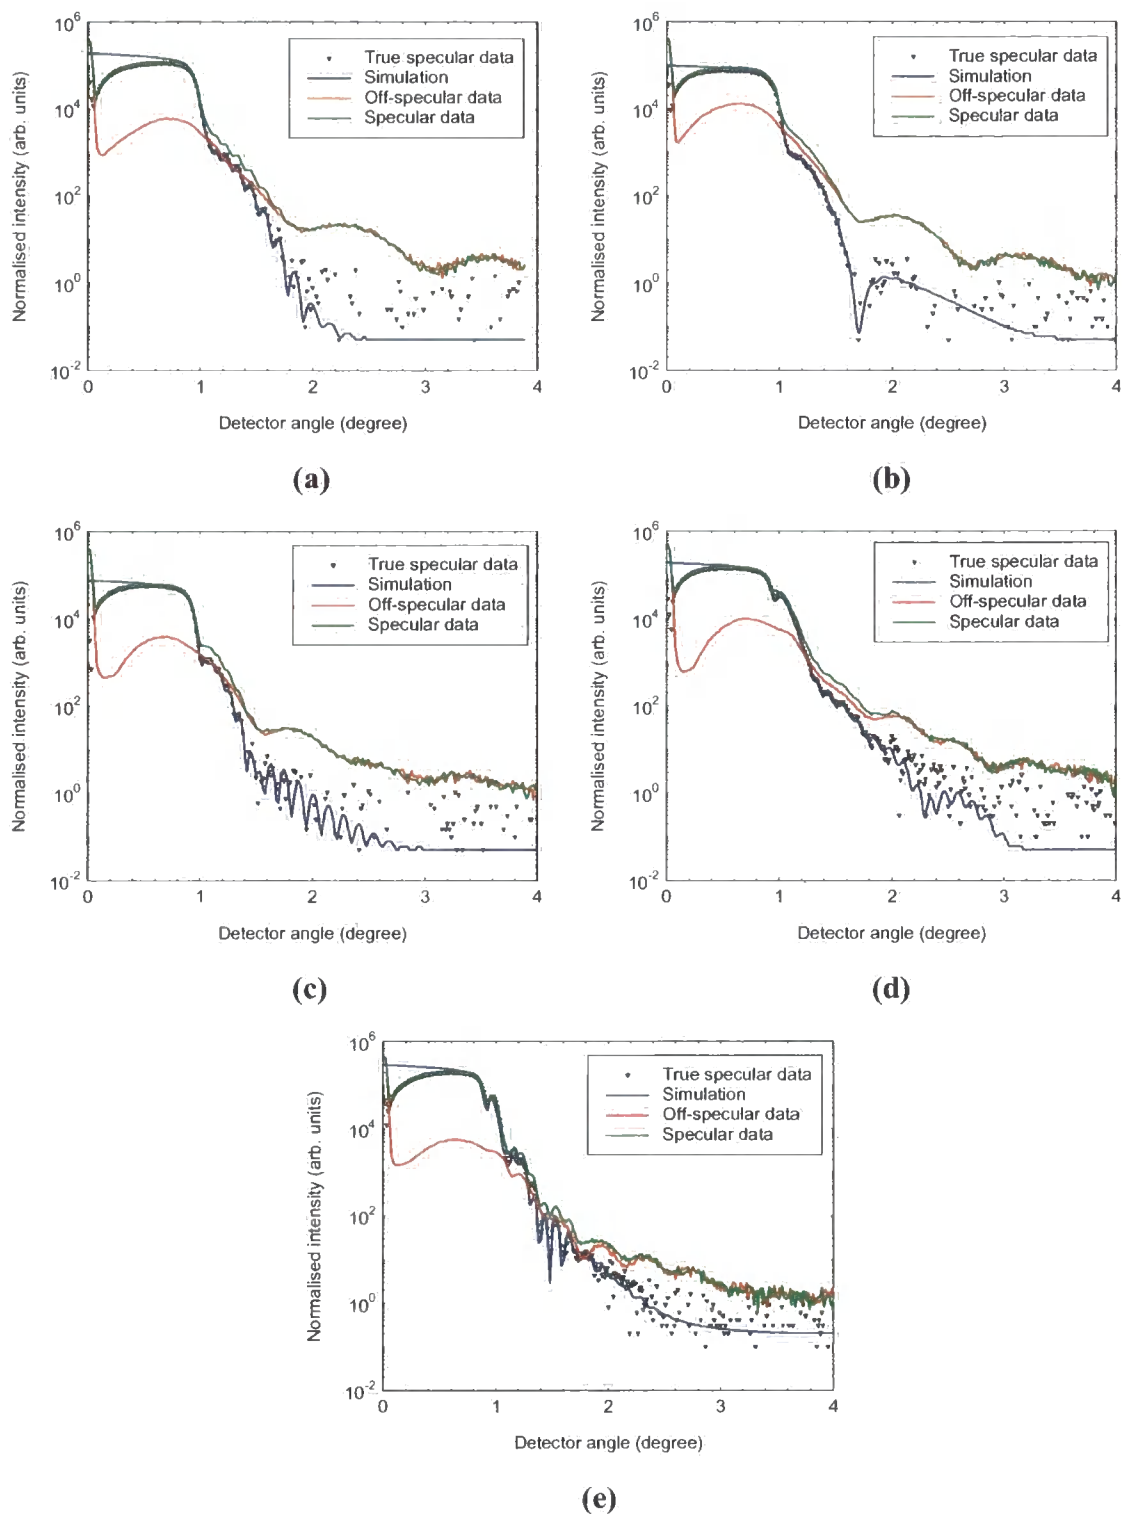 Normalised intensity (arb. units)
10^6
10^4
10^2
10^0
10^-2
0 1 2 3 4
Detector angle (degree)
True specular data
Simulation
Off-specular data
Specular data
(a)
Normalised intensity (arb. units)
10^6
10^4
10^2
10^0
10^-2
0 1 2 3 4
Detector angle (degree)
True specular data
Simulation
Off-specular data
Specular data
(b)
Normalised intensity (arb. units)
10^6
10^4
10^2
10^0
10^-2
0 1 2 3 4
Detector angle (degree)
True specular data
Simulation
Off-specular data
Specular data
(c)
Normalised intensity (arb. units)
10^6
10^4
10^2
10^0
10^-2
0 1 2 3 4
Detector angle (degree)
True specular data
Simulation
Off-specular data
Specular data
(d)
Normalised intensity (arb. units)
10^6
10^4
10^2
10^0
10^-2
0 1 2 3 4
Detector angle (degree)
True specular data
Simulation
Off-specular data
Specular data
(e)